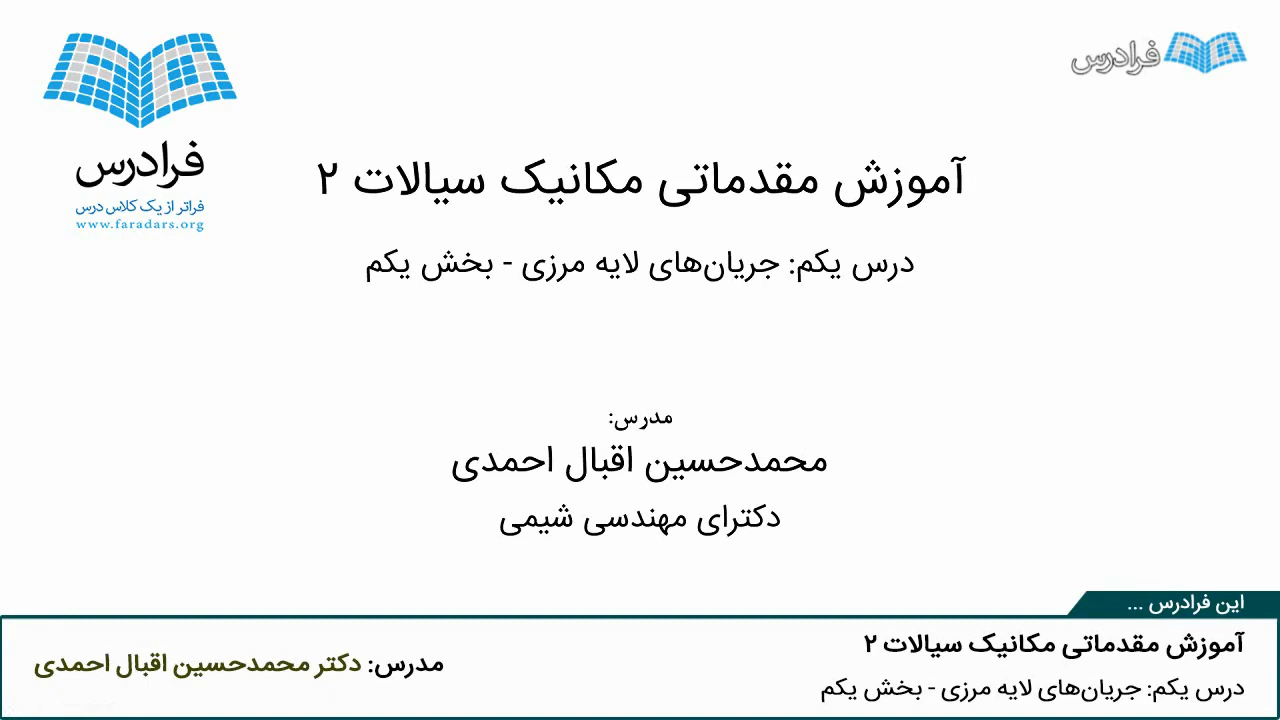 فرادرس
فرادرس
فراتر از یک کلاس درس
www.faradars.org
آموزش مقدماتی مکانیک سیالات ۲
درس یکم: جریان‌های لایه مرزی - بخش یکم
مدرس:
محمدحسین اقبال احمدی
دکترای مهندسی شیمی
این فرادرس ...
آموزش مقدماتی مکانیک سیالات ۲
درس یکم: جریان‌های لایه مرزی - بخش یکم
مدرس: دکتر محمدحسین اقبال احمدی